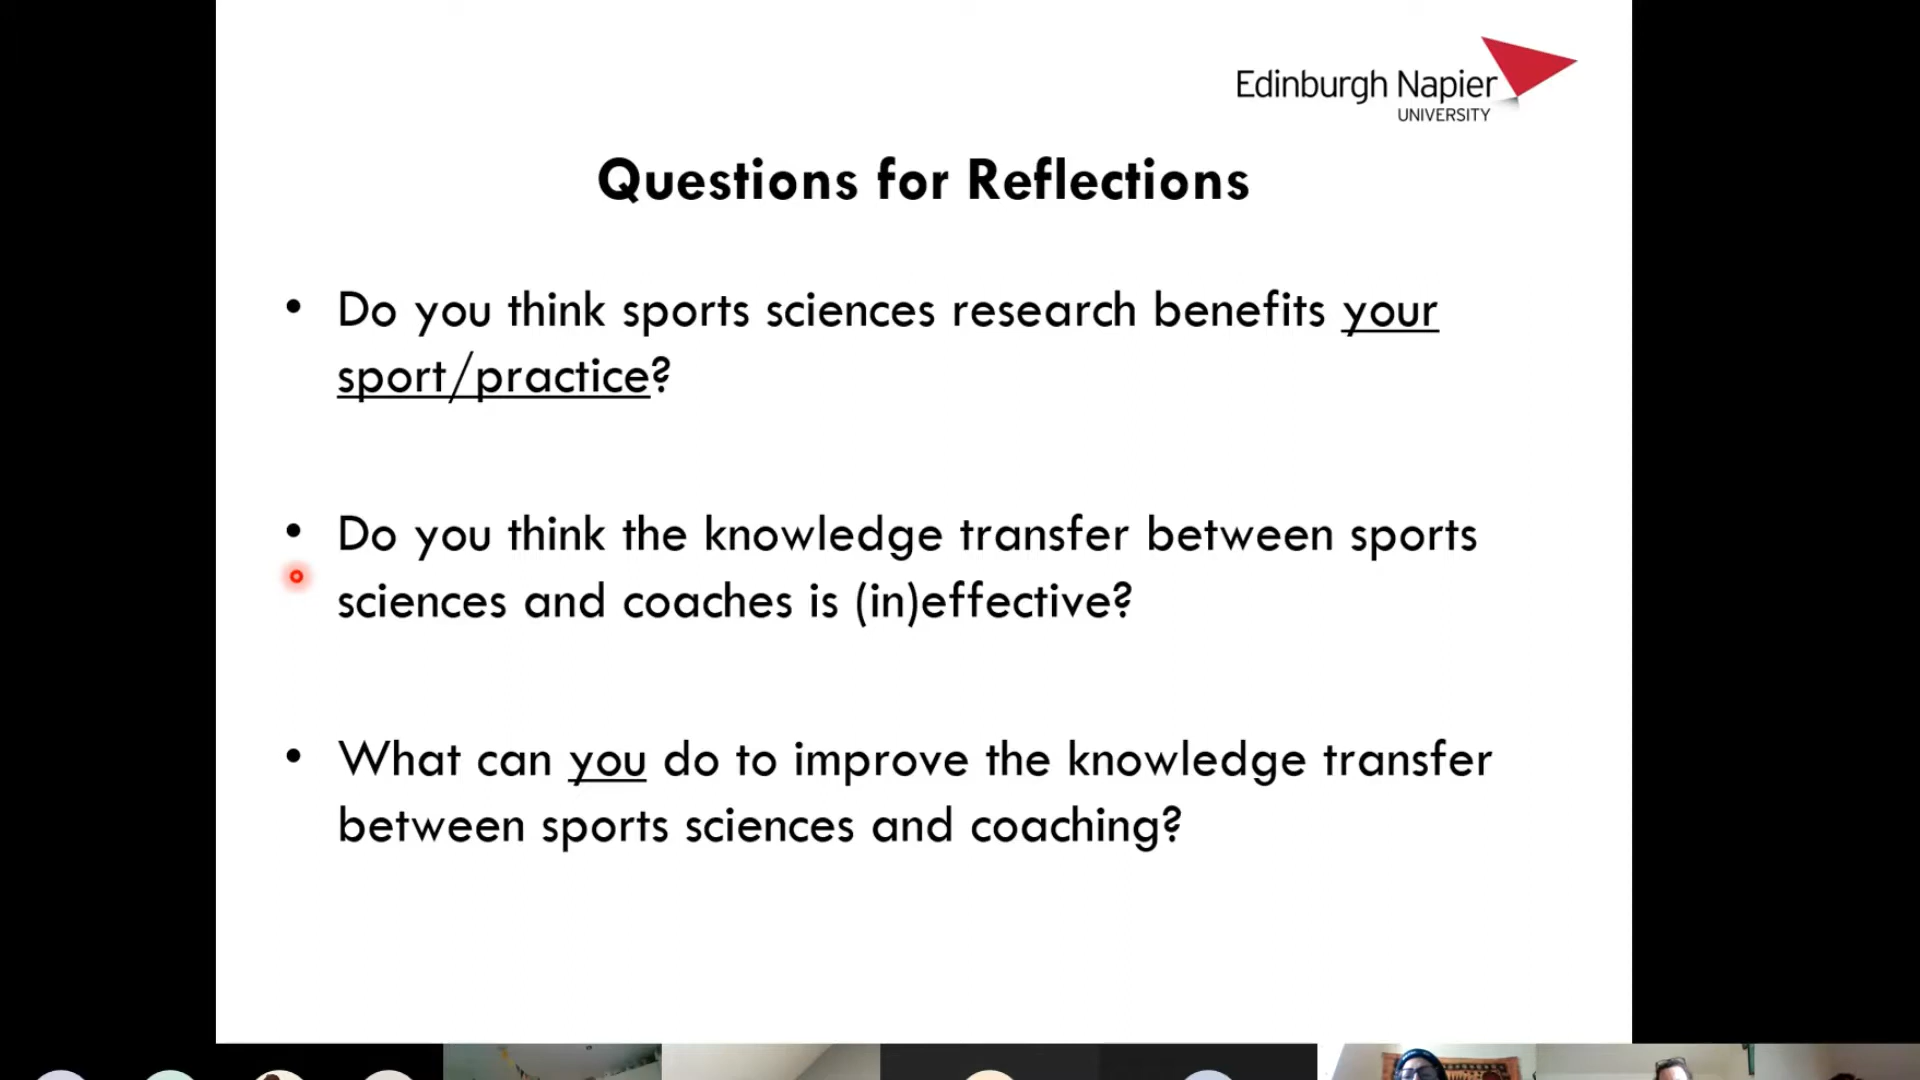 Edinburgh Napier
UNIVERSITY
Questions for Reflections
• Do you think sports sciences research benefits your
sport/practice?
• Do you think the knowledge transfer between sports
sciences and coaches is (in)effective?
• What can you do to improve the knowledge transfer
between sports sciences and coaching?